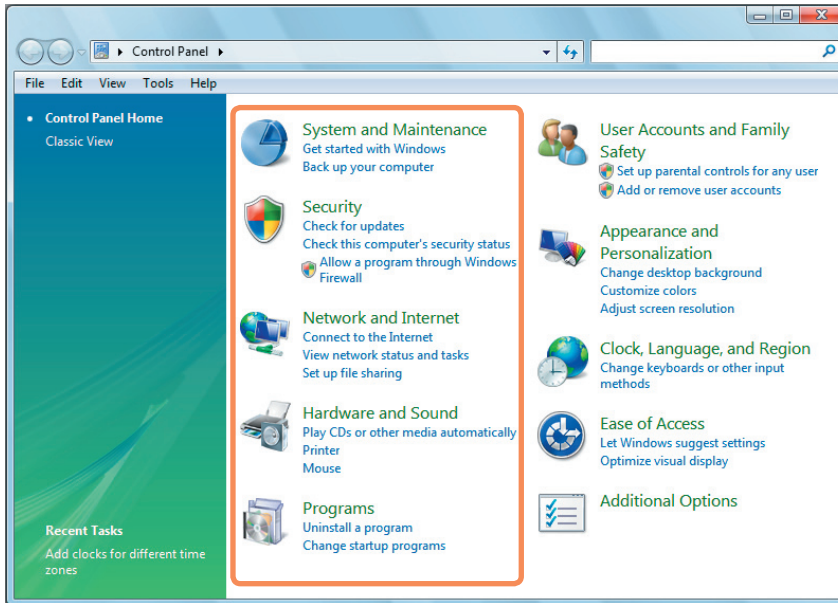 Control Panel
File Edit View Tools Help
Control Panel Home
Classic View
Recent Tasks
Add clocks for different time
zones
System and Maintenance
Get started with Windows
Back up your computer
Security
Check for updates
Check this computer's security status
Allow a program through Windows
Firewall
Network and Internet
Connect to the Internet
View network status and tasks
Set up file sharing
Hardware and Sound
Play CDs or other media automatically
Printer
Mouse
Programs
Uninstall a program
Change startup programs
User Accounts and Family
Safety
Set up parental controls for any user
Add or remove user accounts
Appearance and
Personalization
Change desktop background
Customize colors
Adjust screen resolution
Clock, Language, and Region
Change keyboards or other input
methods
Ease of Access
Let Windows suggest settings
Optimize visual display
Additional Options